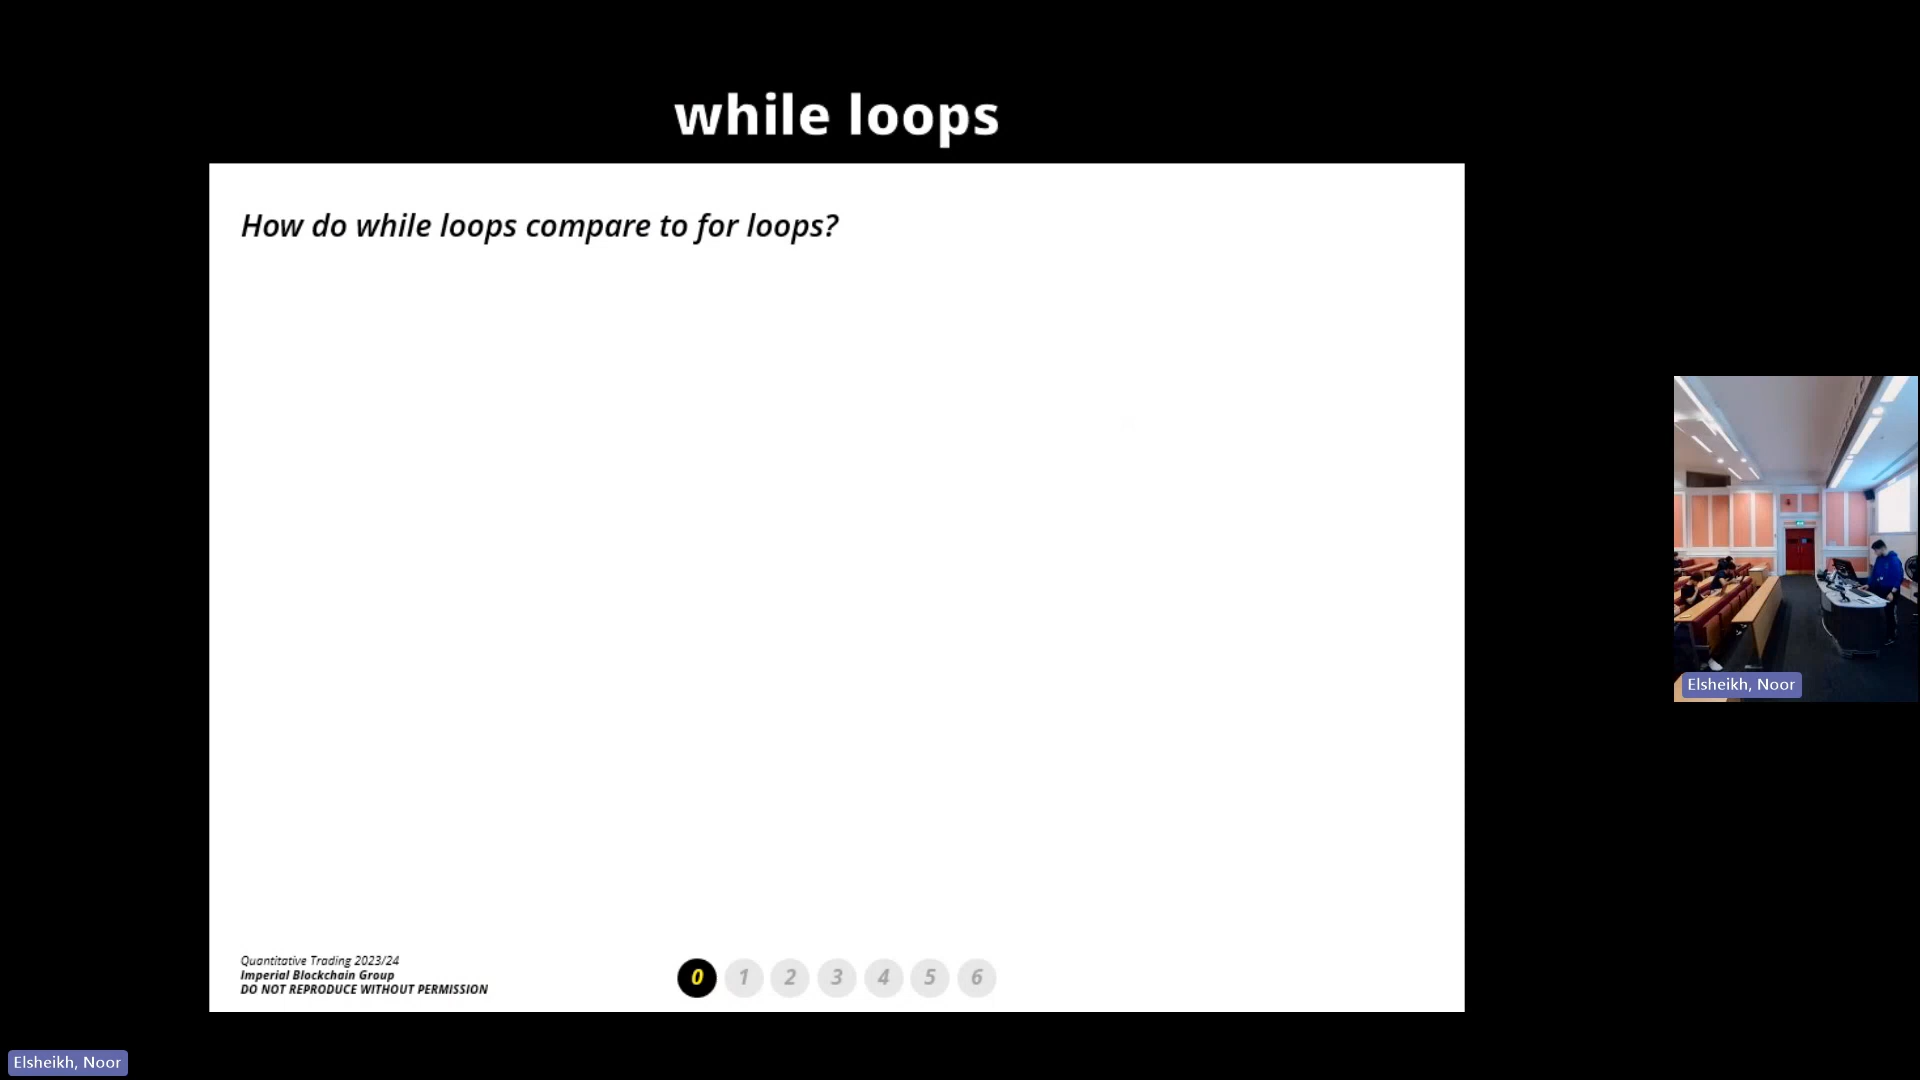 while loops
How do while loops compare to for loops?
Quantitative Trading 2023/24
Imperial Blockchain Group
DO NOT REPRODUCE WITHOUT PERMISSION
0 1 2 3 4 5 6
Elsheikh, Noor
Elsheikh, Noor